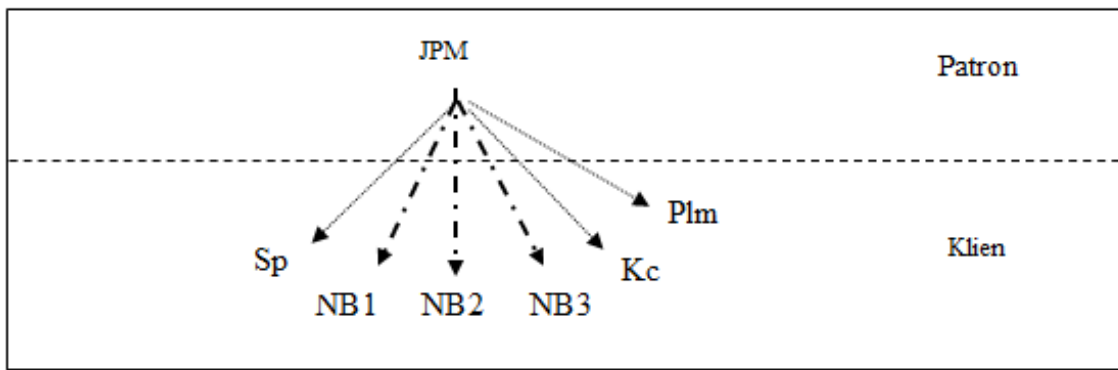 JPM
Patron
Plm
Sp
Kc
Klien
NB1 NB2 NB3